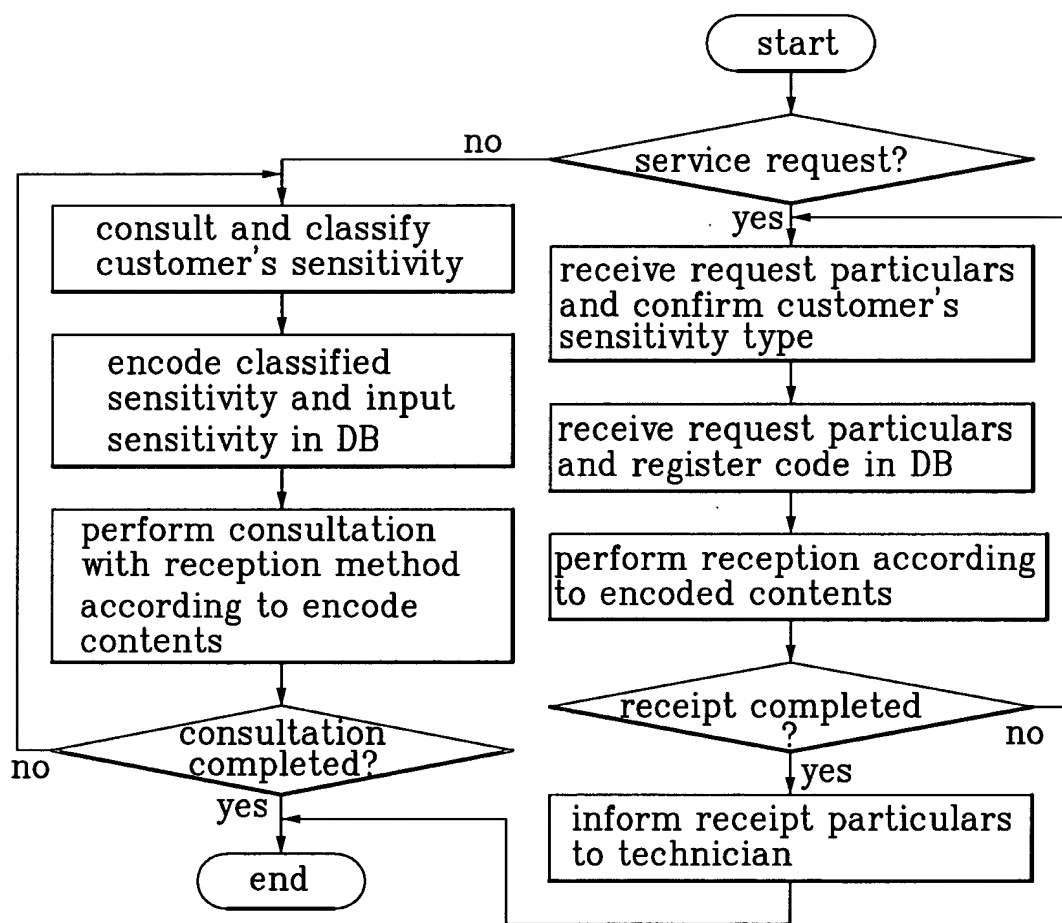 start
service request?
no
yes
consult and classify
customer's sensitivity
encode classified
sensitivity and input
sensitivity in DB
perform consultation
with reception method
according to encode
contents
consultation
completed?
no
yes
end
receive request particulars
and confirm customer's
sensitivity type
receive request particulars
and register code in DB
perform reception according
to encoded contents
receipt completed
?
no
yes
inform receipt particulars
to technician